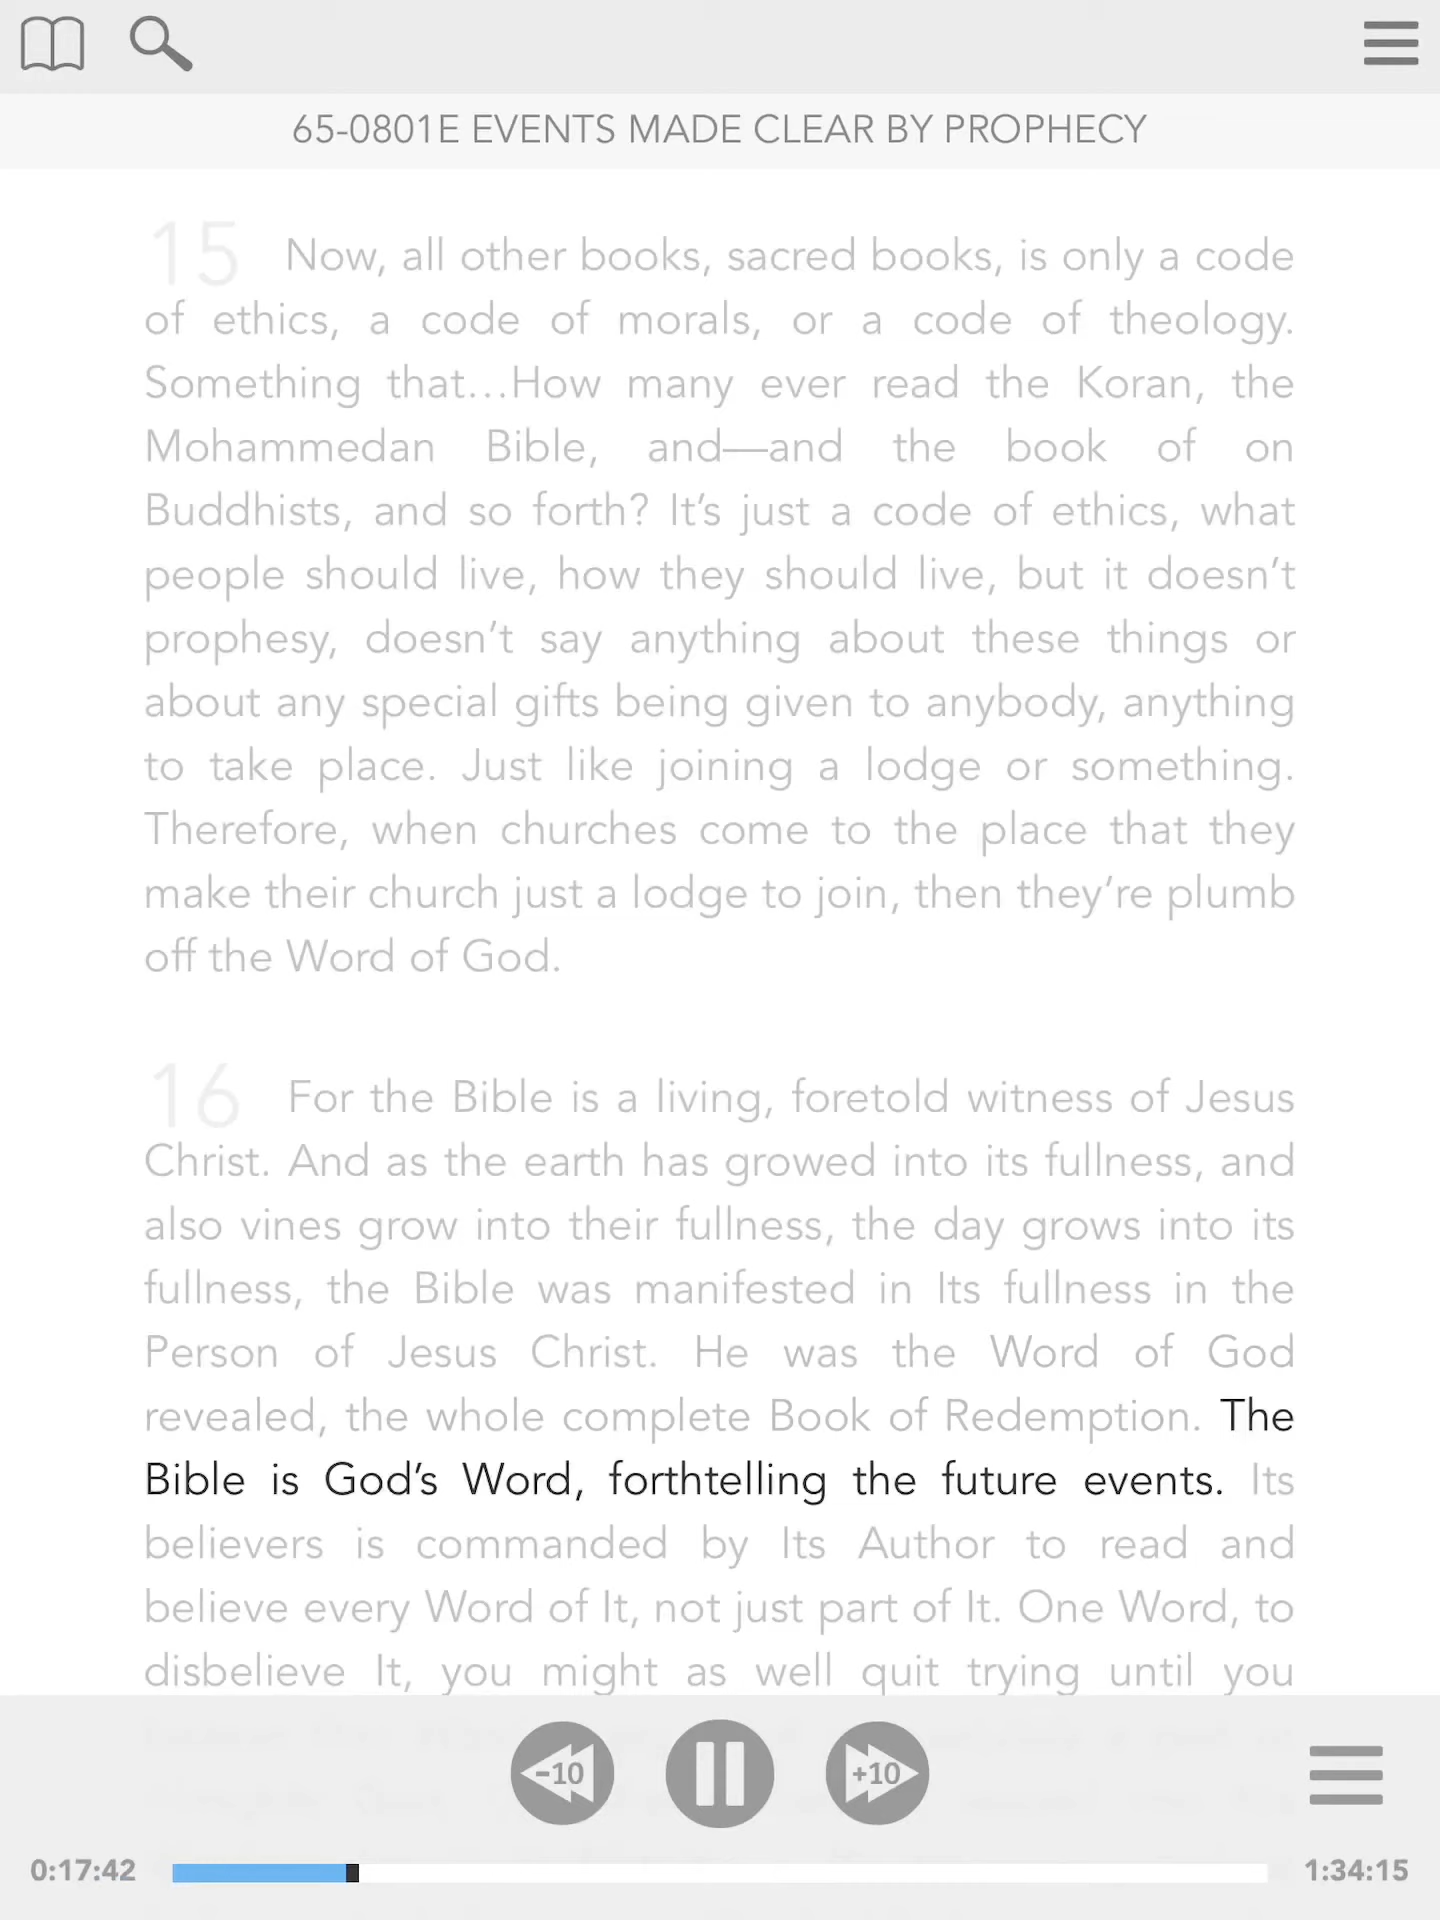 65-0801E EVENTS MADE CLEAR BY PROPHECY
15 Now, all other books, sacred books, is only a code
of ethics, a code of morals, or a code of theology.
Something that…How many ever read the Koran, the
Mohammedan Bible, and—and the book of on
Buddhists, and so forth? It’s just a code of ethics, what
people should live, how they should live, but it doesn’t
prophesy, doesn’t say anything about these things or
about any special gifts being given to anybody, anything
to take place. Just like joining a lodge or something.
Therefore, when churches come to the place that they
make their church just a lodge to join, then they’re plumb
off the Word of God.
16 For the Bible is a living, foretold witness of Jesus
Christ. And as the earth has growed into its fullness, and
also vines grow into their fullness, the day grows into its
fullness, the Bible was manifested in Its fullness in the
Person of Jesus Christ. He was the Word of God
revealed, the whole complete Book of Redemption. The
Bible is God’s Word, forthtelling the future events. Its
believers is commanded by Its Author to read and
believe every Word of It, not just part of It. One Word, to
disbelieve It, you might as well quit trying until you
-10 +10
0:17:42 1:34:15